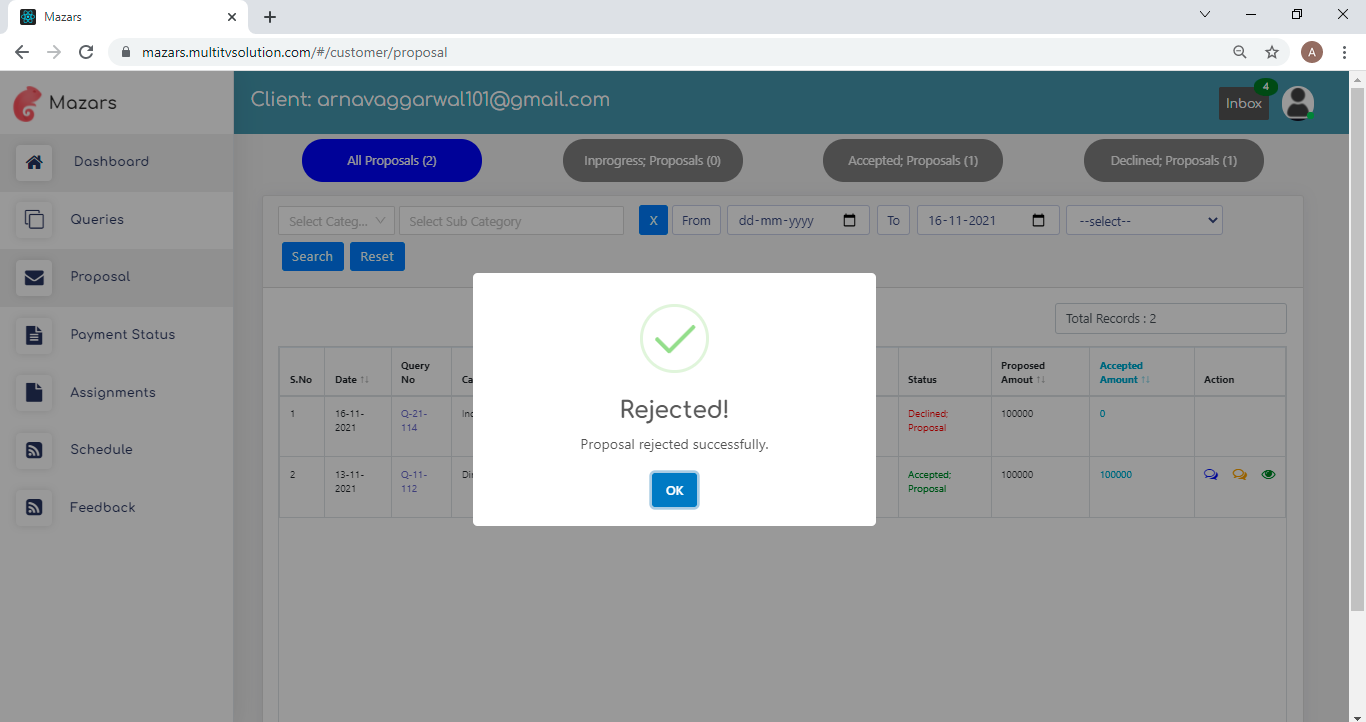 Mazars
mazars.multitvsolution.com/#/customer/proposal
A
Mazars
Client: arnavaggarwal101@gmail.com
Inbox
4
Dashboard
Queries
Proposal
Payment Status
Assignments
Schedule
Feedback
All Proposals (2)
Inprogress; Proposals (0)
Accepted; Proposals (1)
Declined; Proposals (1)
Select Categ...
Select Sub Category
X
From
dd-mm-yyyy
To
16-11-2021
--select--
Search
Reset
Total Records : 2
S.No
Date
Query
No
Ca
Status
Proposed
Amout
Accepted
Amount
Action
1
16-11-
2021
Q-21-
114
Declined;
Proposal
100000
0
2
13-11-
2021
Q-11-
112
Accepted;
Proposal
100000
100000
Rejected!
Proposal rejected successfully.
OK